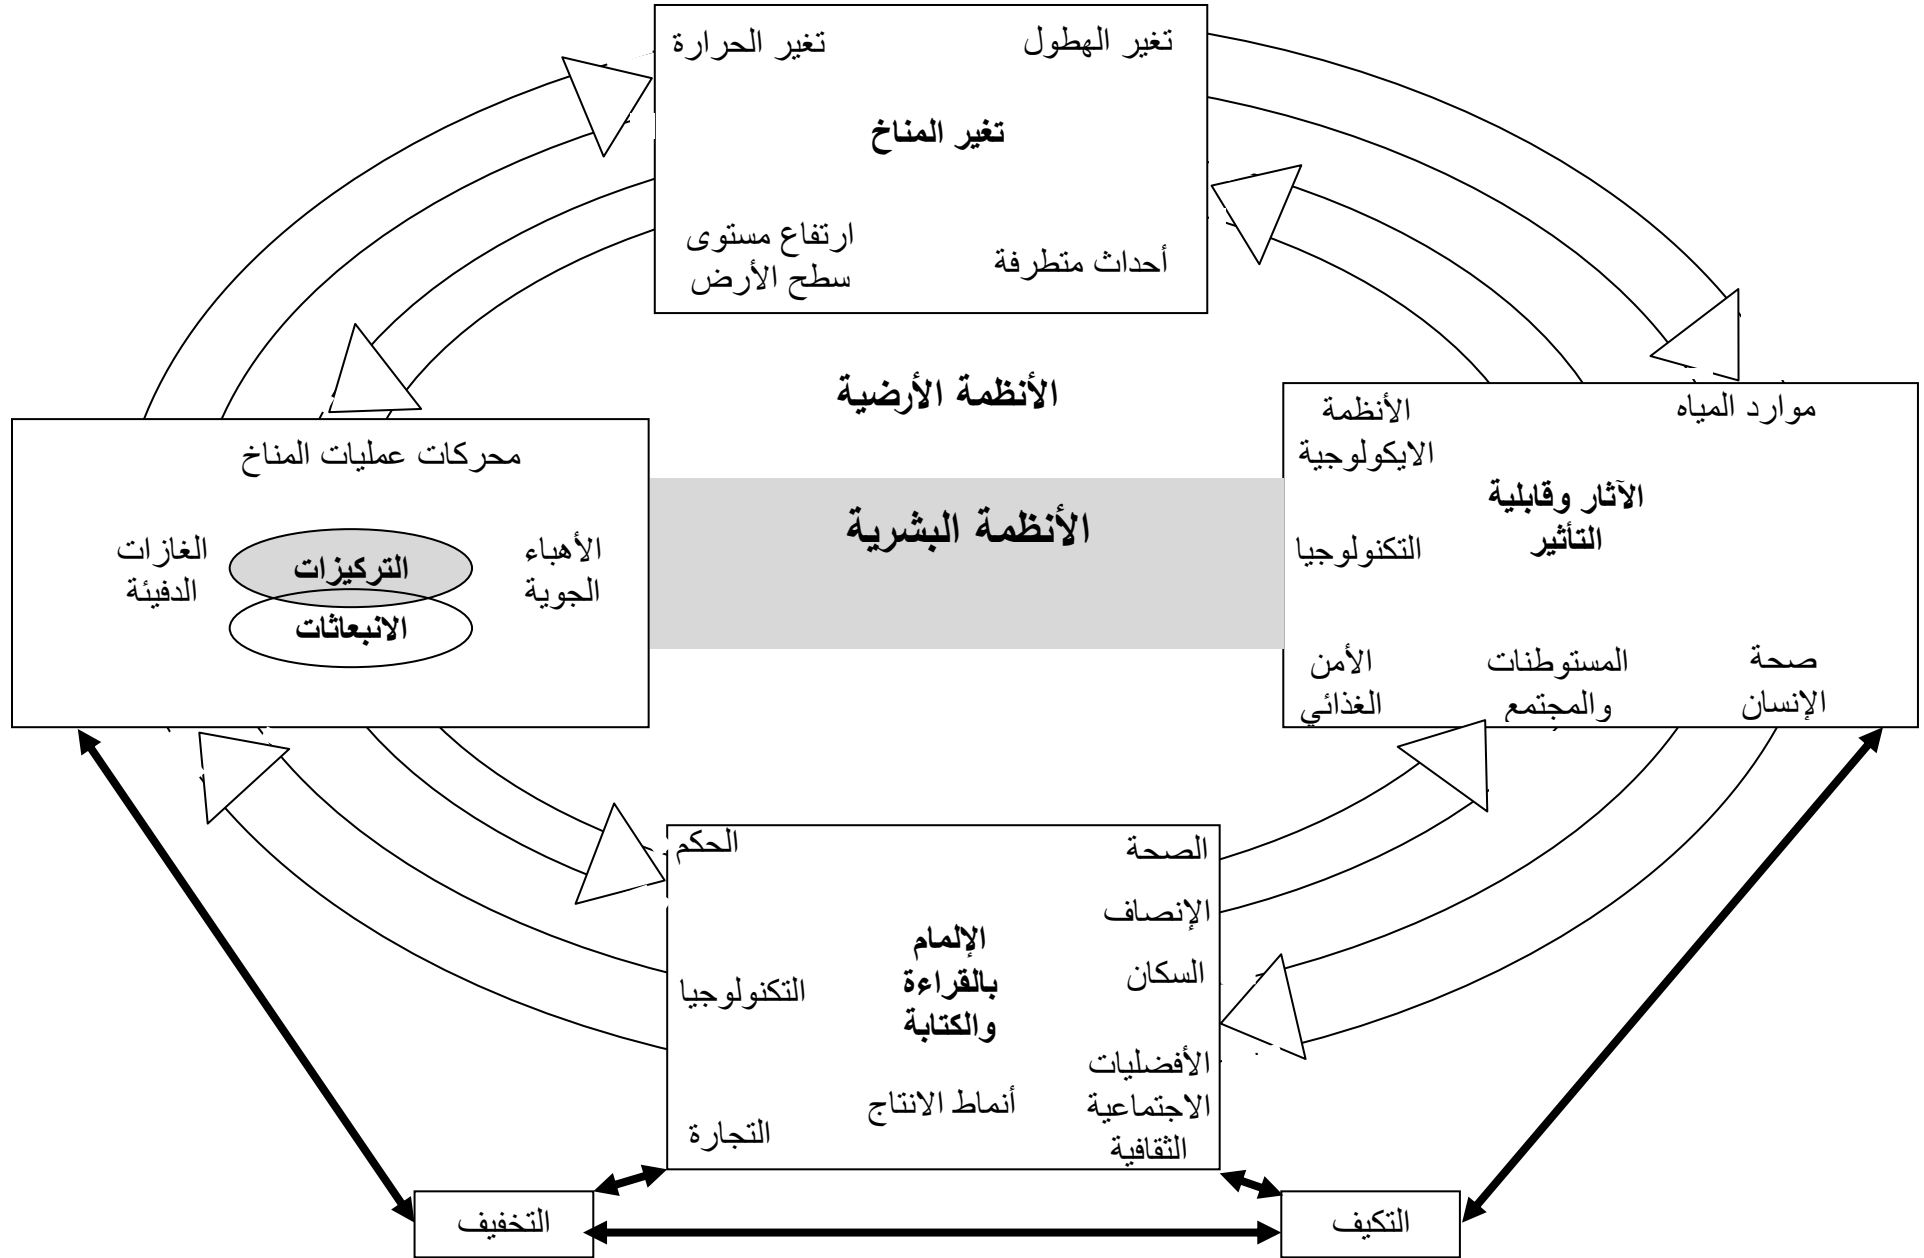 تغير الهطول
تغير الحرارة
تغير المناخ
ارتفاع مستوى
سطح الأرض
أحداث متطرفة
الأنظمة الأرضية
الأنظمة البشرية
موارد المياه
الأنظمة
الايكولوجية
الآثار وقابلية
التأثير
التكنولوجيا
صحة
الإنسان
المستوطنات
والمجتمع
الأمن
الغذائي
محركات عمليات المناخ
الأهباء
الجوية
التركيزات
الانبعاثات
الغازات
الدفيئة
الصحة
الحكم
الإنصاف
الإلمام
بالقراءة
والكتابة
السكان
التكنولوجيا
الأفضليات
الاجتماعية
الثقافية
أنماط الانتاج
التجارة
التكيف
التخفيف